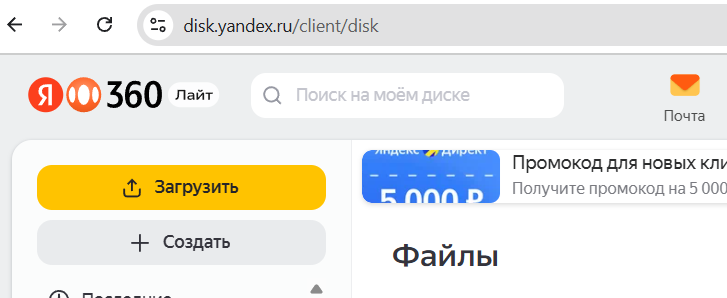 disk.yandex.ru/client/disk
Я 360 Лайт
Поиск на моём диске
Почта
Загрузить
Создать
Последние
Яндекс Директ
5 000 ₽
Промокод для новых кли
Получите промокод на 5 000
Файлы